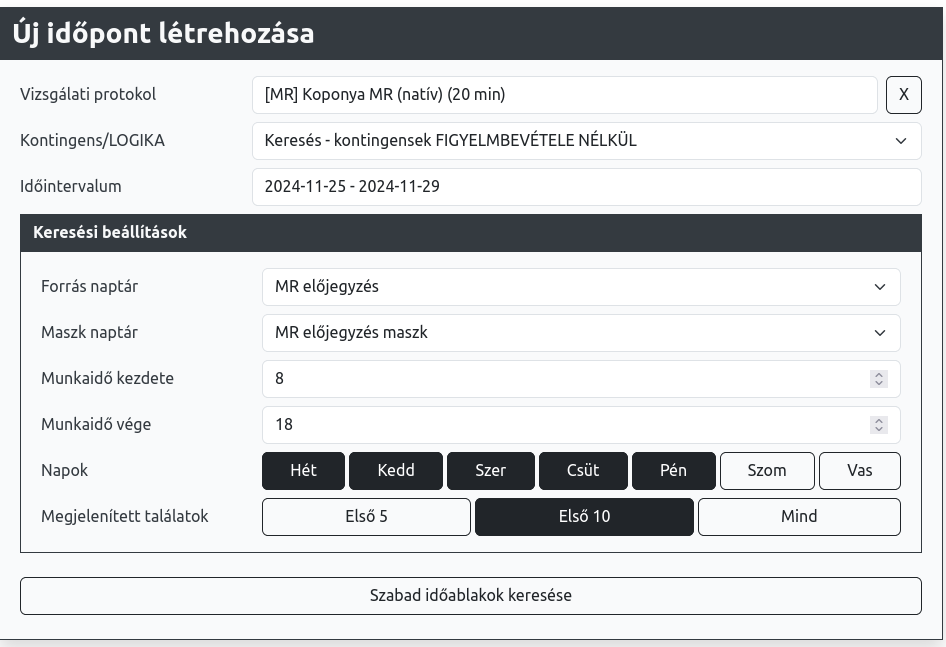 Új időpont létrehozása
Vizsgálati protokol [MR] Koponya MR (natív) (20 min) X
Kontingens/LOGIKA Keresés - kontingensek FIGYELMBEVÉTELE NÉLKÜL
Időintervalum 2024-11-25 - 2024-11-29
Keresési beállítások
Forrás naptár MR előjegyzés
Maszk naptár MR előjegyzés maszk
Munkaidő kezdete 8
Munkaidő vége 18
Napok Hét Kedd Szer Csüt Pén Szom Vas
Megjelenített találatok Első 5 Első 10 Mind
Szabad időablakok keresése